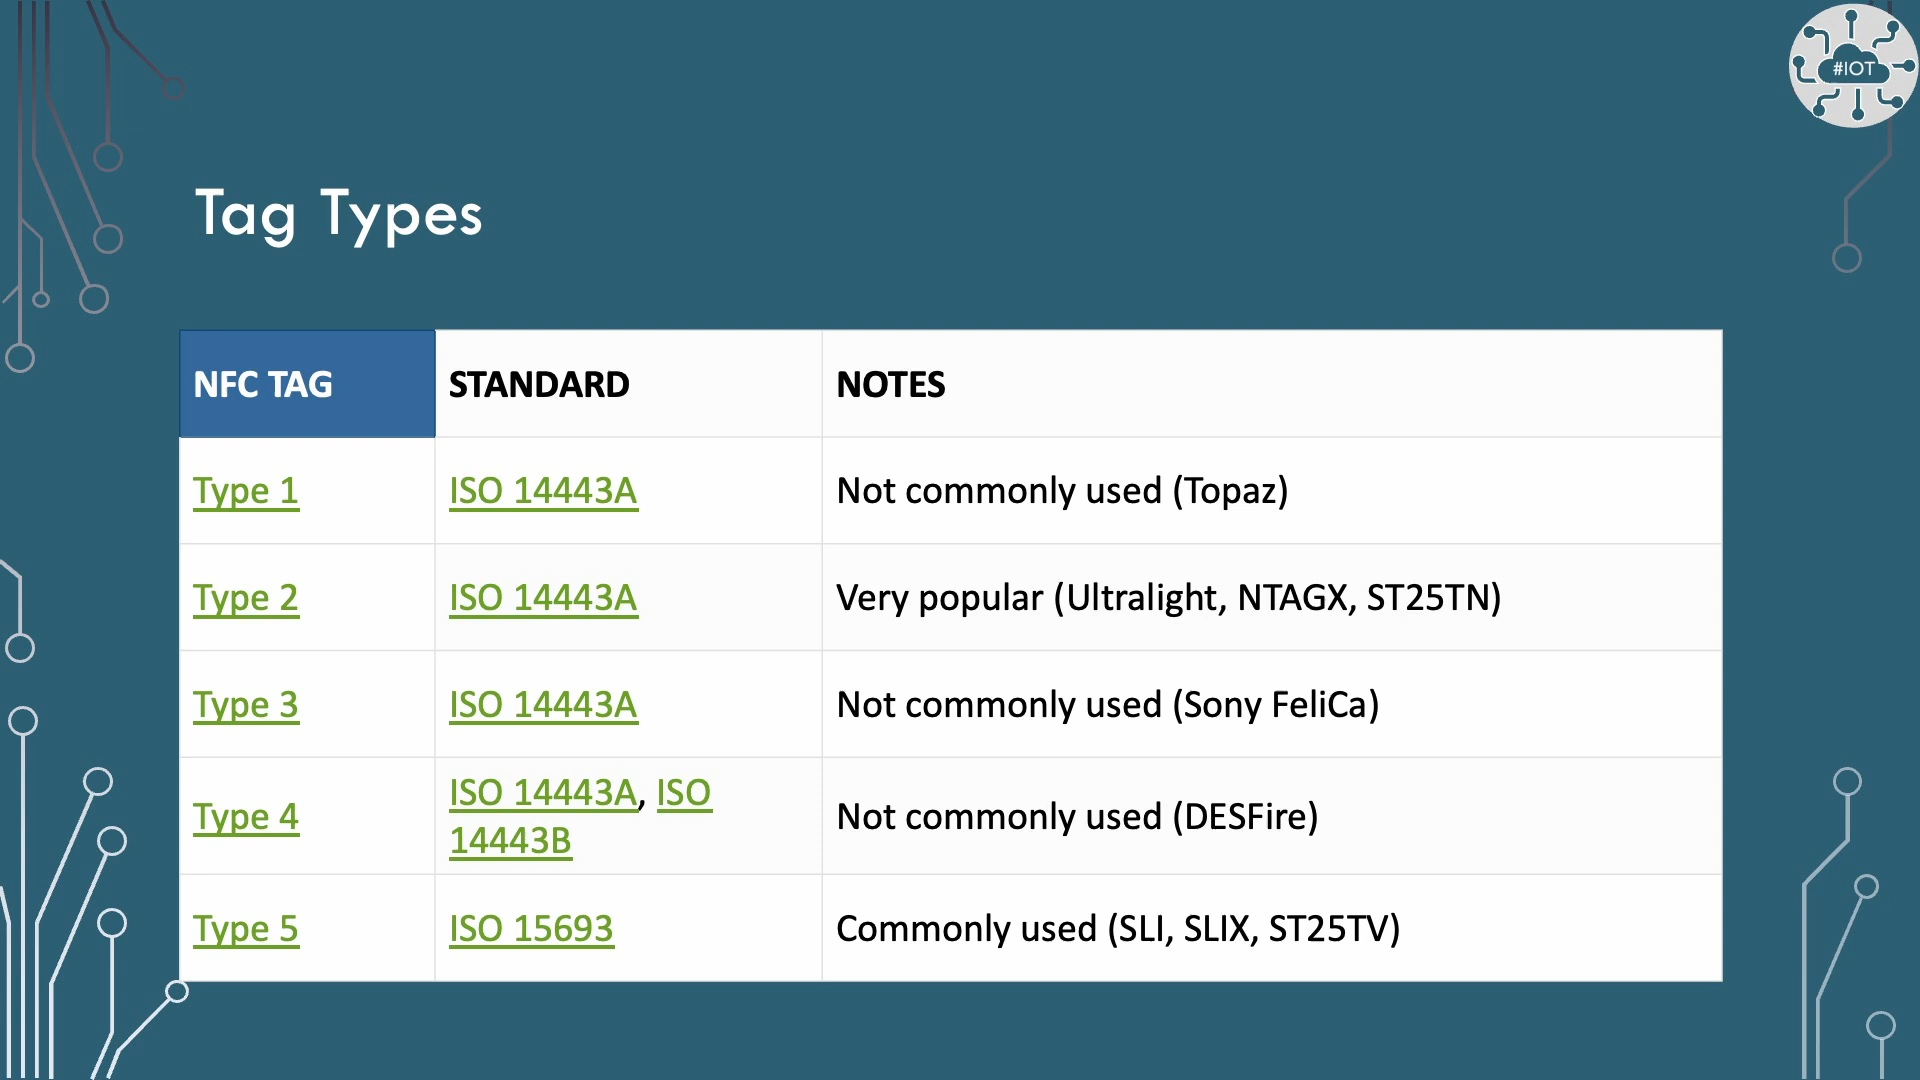 #IOT
Tag Types
NFC TAG STANDARD NOTES
Type 1 ISO 14443A Not commonly used (Topaz)
Type 2 ISO 14443A Very popular (Ultralight, NTAGX, ST25TN)
Type 3 ISO 14443A Not commonly used (Sony FeliCa)
Type 4 ISO 14443A, ISO
14443B Not commonly used (DESFire)
Type 5 ISO 15693 Commonly used (SLI, SLIX, ST25TV)